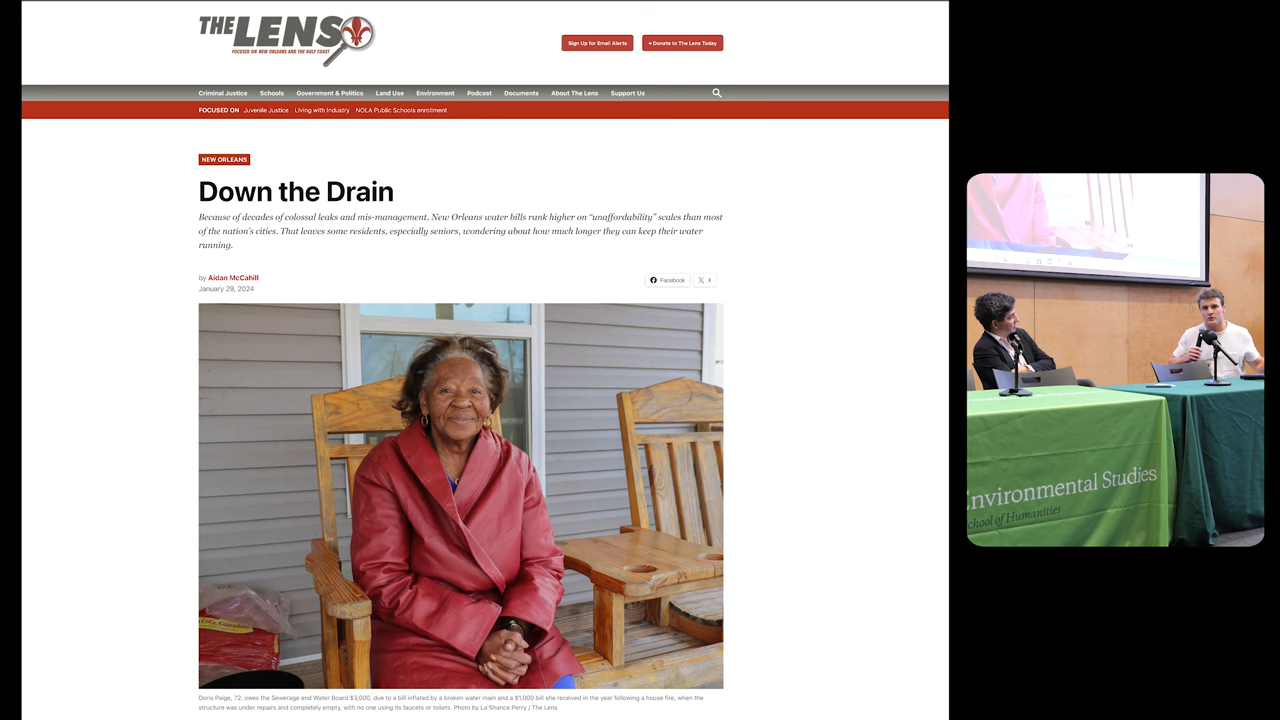 THE LENS
FOCUSED ON NEW ORLEANS AND THE GULF COAST
Sign Up for Email Alerts
Donate to The Lens Today
Criminal Justice Schools Government & Politics Land Use Environment Podcast Documents About The Lens Support Us
FOCUSED ON Juvenile Justice Living with Industry NOLA Public Schools enrollment
NEW ORLEANS
Down the Drain
Because of decades of colossal leaks and mis-management, New Orleans water bills rank higher on “unaffordability” scales than most
of the nation's cities. That leaves some residents, especially seniors, wondering about how much longer they can keep their water
running.
by Aidan McCahill
January 29, 2024
Facebook
X
Doris Paige, 72, owes the Sewerage and Water Board $3,000, due to a bill inflated by a broken water main and a $1,000 bill she received in the year following a house fire, when the
structure was under repairs and completely empty, with no one using its faucets or toilets. Photo by La'Shance Perry / The Lens
nvironmental Studies
chool of Humanities